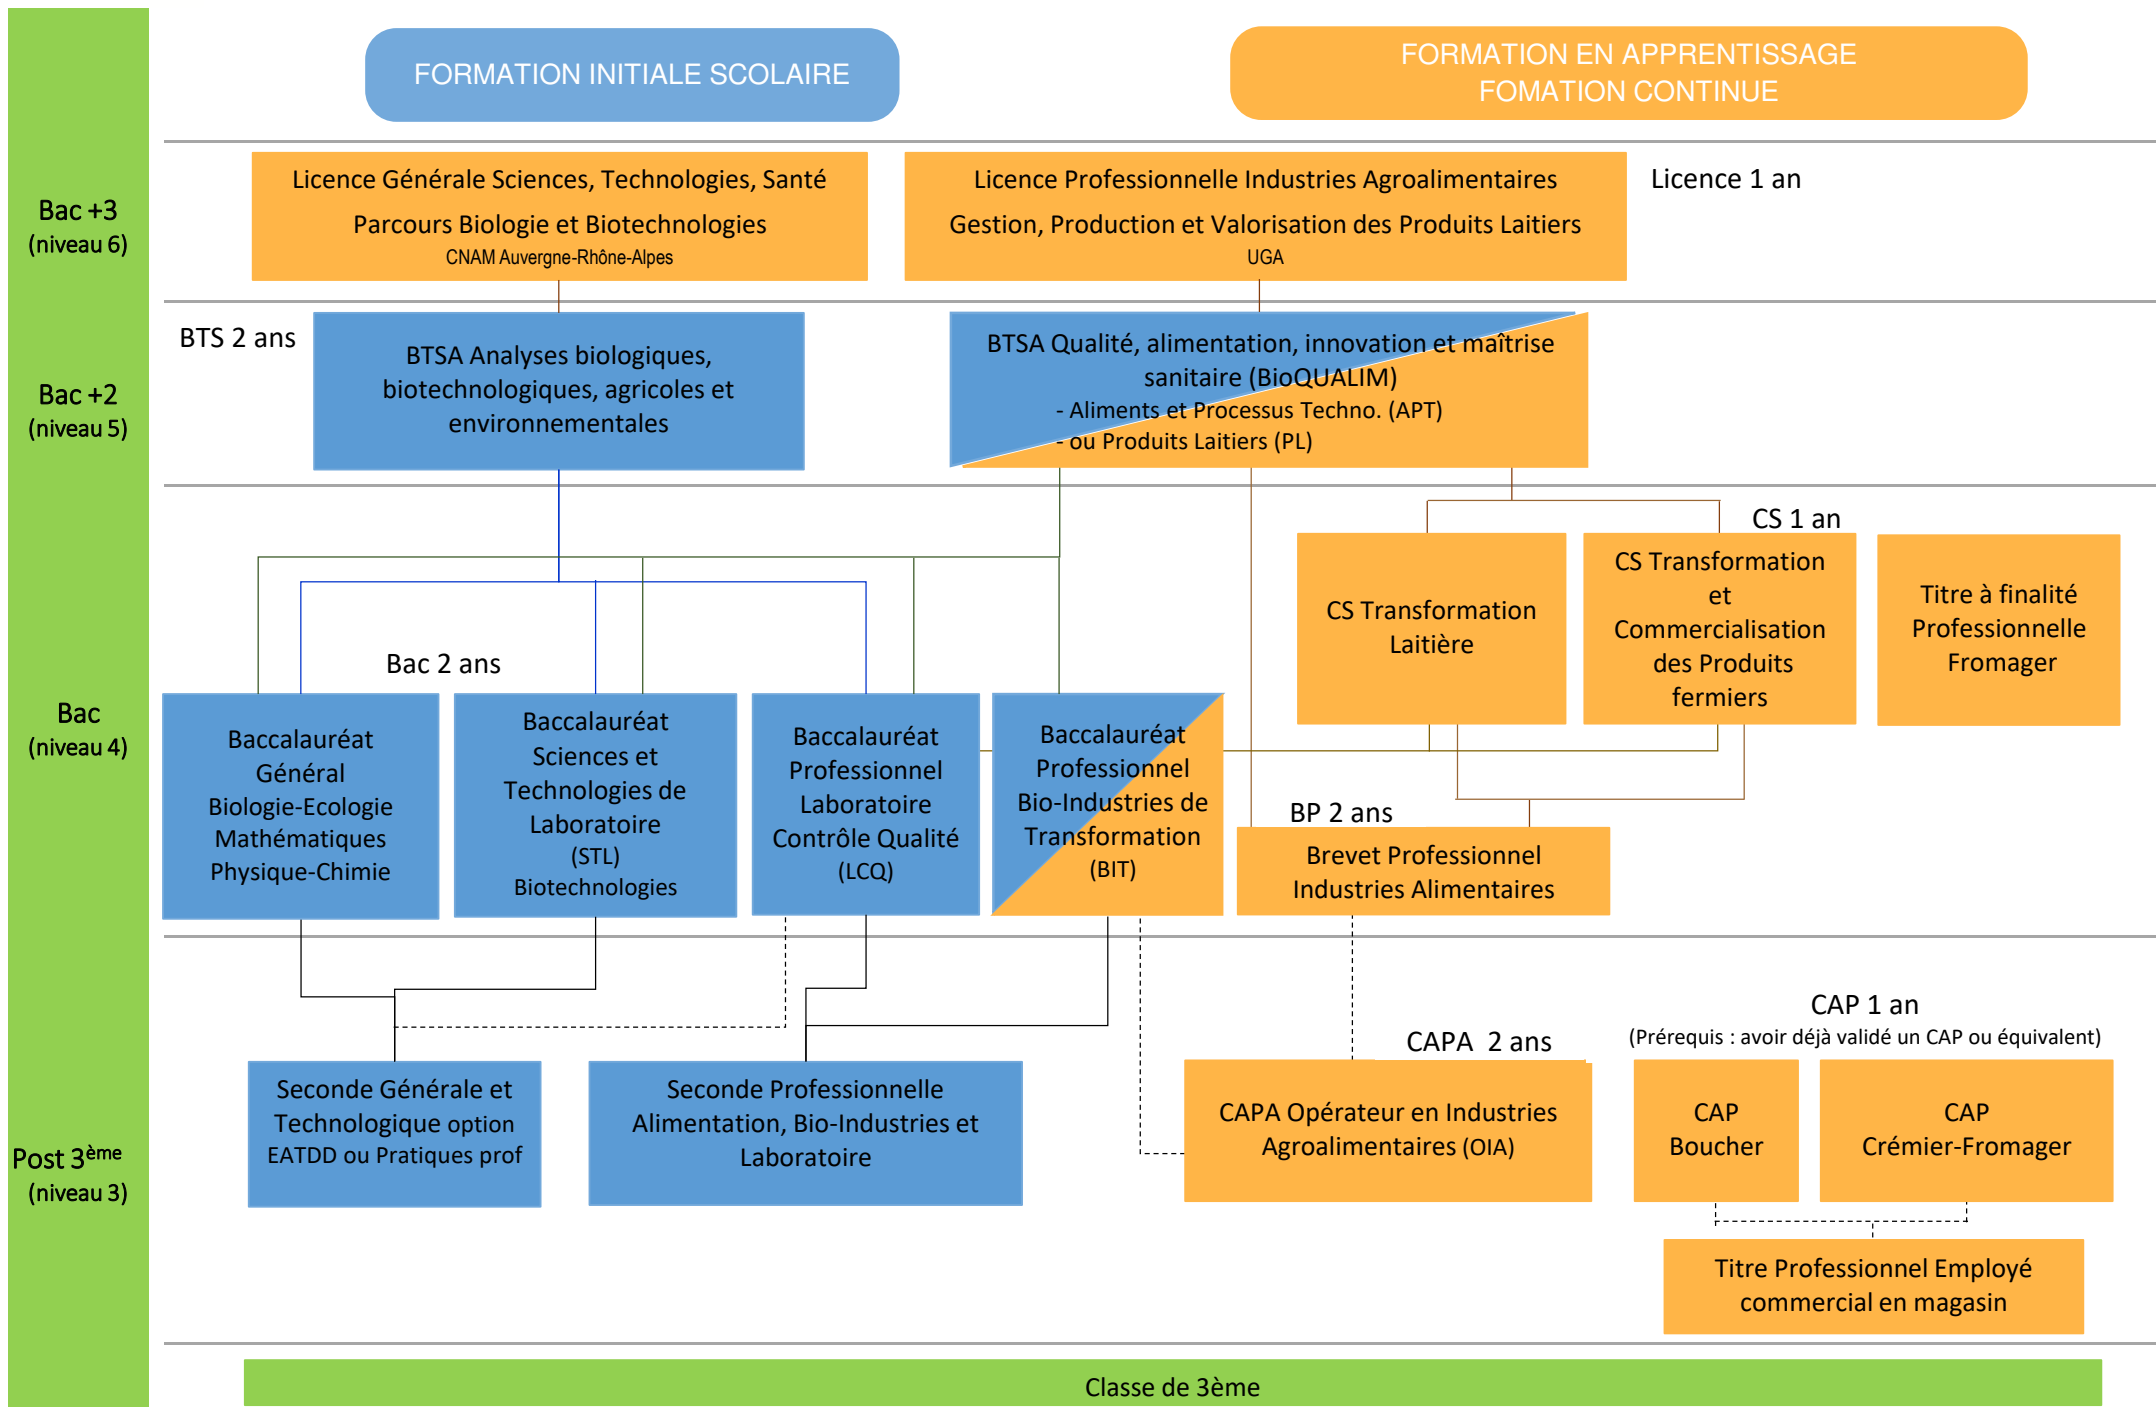 FORMATION INITIALE SCOLAIRE
FORMATION EN APPRENTISSAGE
FOMATION CONTINUE
Bac +3
(niveau 6)
Licence Générale Sciences, Technologies, Santé
Parcours Biologie et Biotechnologies
CNAM Auvergne-Rhône-Alpes
Licence Professionnelle Industries Agroalimentaires
Gestion, Production et Valorisation des Produits Laitiers
UGA
Licence 1 an
Bac +2
(niveau 5)
BTS 2 ans
BTSA Analyses biologiques,
biotechnologiques, agricoles et
environnementales
BTSA Qualité, alimentation, innovation et maîtrise
sanitaire (BioQUALIM)
- Aliments et Processus Techno. (APT)
- ou Produits Laitiers (PL)
Bac
(niveau 4)
CS 1 an
CS Transformation
Laitière
CS Transformation
et
Commercialisation
des Produits
fermiers
Titre à finalité
Professionnelle
Fromager
Bac 2 ans
Baccalauréat
Général
Biologie-Ecologie
Mathématiques
Physique-Chimie
Baccalauréat
Sciences et
Technologies de
Laboratoire
(STL)
Biotechnologies
Baccalauréat
Professionnel
Laboratoire
Contrôle Qualité
(LCQ)
Baccalauréat
Professionnel
Bio-Industries de
Transformation
(BIT)
BP 2 ans
Brevet Professionnel
Industries Alimentaires
Post 3ème
(niveau 3)
Seconde Générale et
Technologique option
EATDD ou Pratiques prof
Seconde Professionnelle
Alimentation, Bio-Industries et
Laboratoire
CAPA 2 ans
CAPA Opérateur en Industries
Agroalimentaires (OIA)
CAP 1 an
(Prérequis : avoir déjà validé un CAP ou équivalent)
CAP
Boucher
CAP
Crémier-Fromager
Titre Professionnel Employé
commercial en magasin
Classe de 3ème